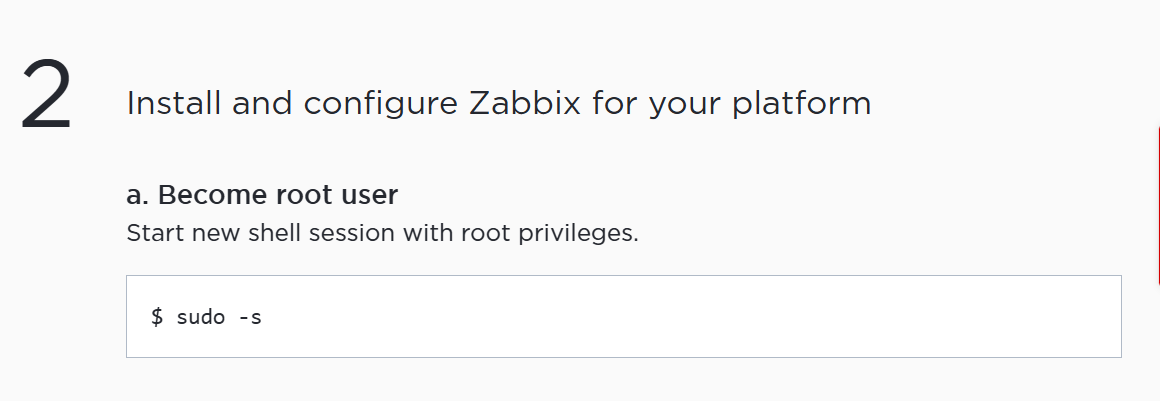 2
Install and configure Zabbix for your platform
a. Become root user
Start new shell session with root privileges.
$ sudo -s